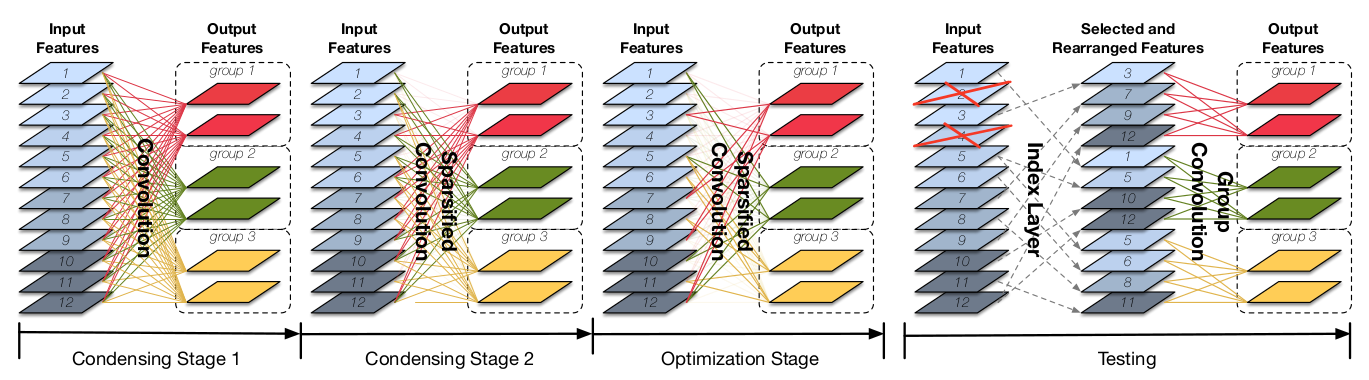 Input
Features
Output
Features
1
2
3
4
5
6
7
8
9
10
11
12
Convolution
group 1
group 2
group 3
Condensing Stage 1
Input
Features
Output
Features
1
2
3
4
5
6
7
8
9
10
11
12
Sparsified
Convolution
group 1
group 2
group 3
Condensing Stage 2
Input
Features
Output
Features
1
2
3
4
5
6
7
8
9
10
11
12
Sparsified
Convolution
group 1
group 2
group 3
Optimization Stage
Input
Features
Selected and
Rearranged Features
Output
Features
1
2
3
5
6
7
8
9
10
11
12
Index Layer
3
7
9
12
1
5
10
12
5
6
8
11
Group
Convolution
group 1
group 2
group 3
Testing